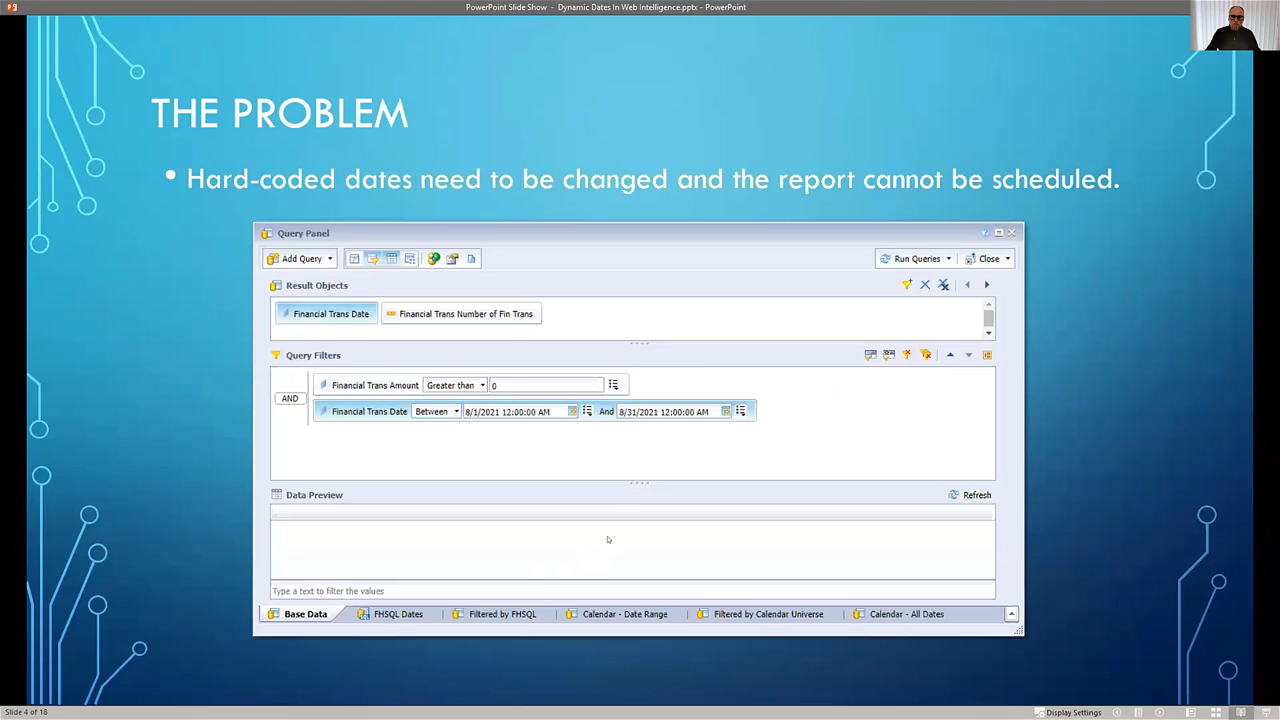 PowerPoint Slide Show - Dynamic Dates In Web Intelligence.pptx - PowerPoint
THE PROBLEM
• Hard-coded dates need to be changed and the report cannot be scheduled.
Query Panel
Add Query
Run Queries
Close
Result Objects
Financial Trans Date
Financial Trans Number of Fin Trans
Query Filters
AND
Financial Trans Amount Greater than 0
Financial Trans Date Between 8/1/2021 12:00:00 AM And 8/31/2021 12:00:00 AM
Data Preview
Refresh
Type a text to filter the values
Base Data
FHSQL Dates
Filtered by FHSQL
Calendar - Date Range
Filtered by Calendar Universe
Calendar - All Dates
Slide 4 of 18
Display Settings